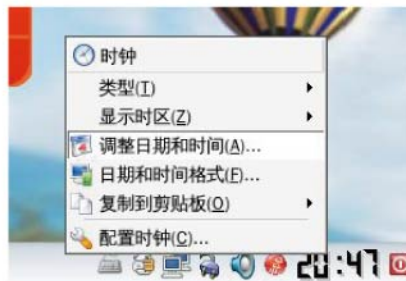 时钟
类型(T)
显示时区(Z)
调整日期和时间(A)...
日期和时间格式(F)...
复制到剪贴板(O)
配置时钟(C)...
20:47